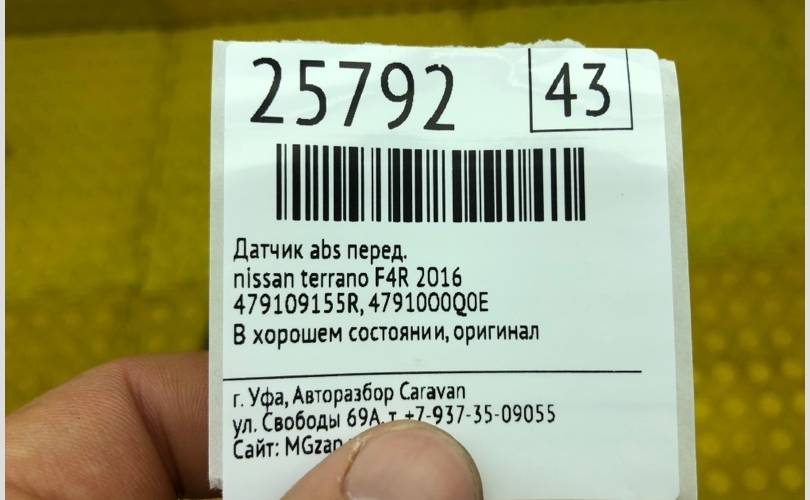 25792 43
Датчик abs перед.
nissan terrano F4R 2016
479109155R, 4791000Q0E
В хорошем состоянии, оригинал
г. Уфа, Авторазбор Caravan
ул. Свободы 69А, т. +7-937-35-09055
Сайт: